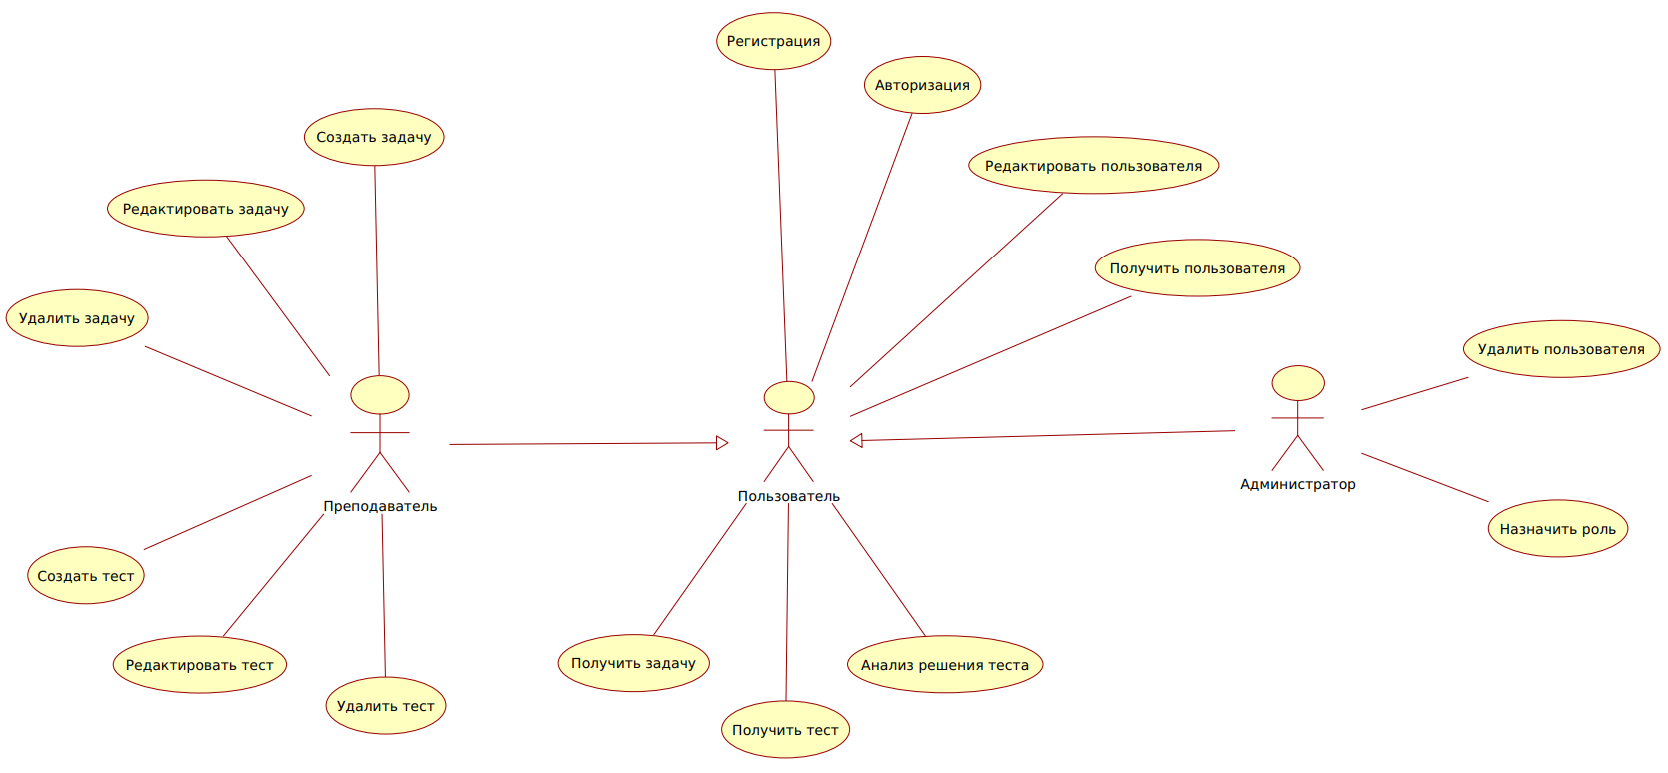 Регистрация
Авторизация
Создать задачу
Редактировать пользователя
Редактировать задачу
Получить пользователя
Удалить задачу
Удалить пользователя
Администратор
Пользователь
Преподаватель
Назначить роль
Создать тест
Редактировать тест
Получить задачу
Анализ решения теста
Удалить тест
Получить тест